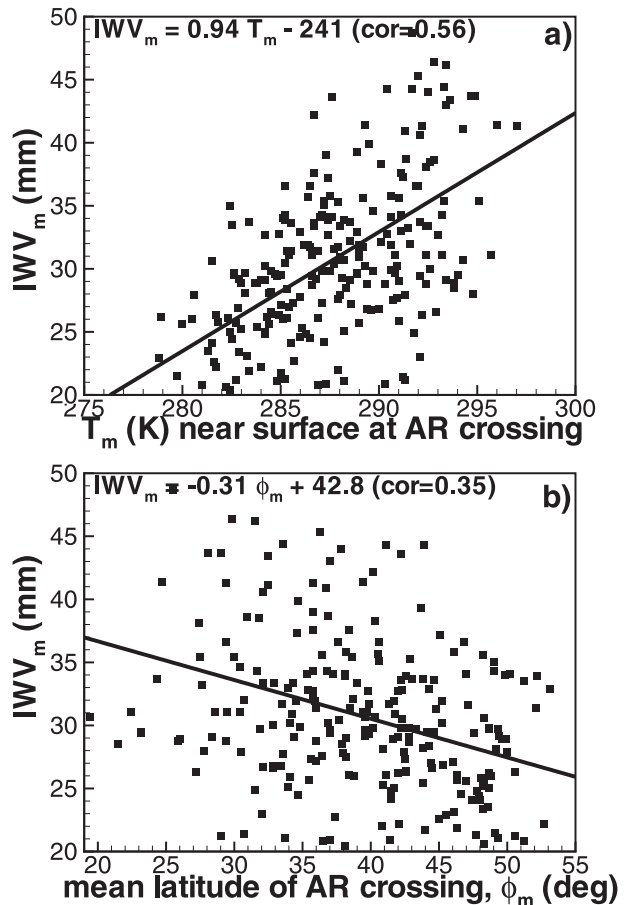 IWVm = 0.94 Tm - 241 (cor=0.56)
a)
50
45
40
35
30
25
20
IWVm (mm)
275 280 285 290 295 300
Tm (K) near surface at AR crossing
IWVm = -0.31 ϕm + 42.8 (cor=0.35)
b)
50
45
40
35
30
25
20
IWVm (mm)
20 25 30 35 40 45 50 55
mean latitude of AR crossing, ϕm (deg)